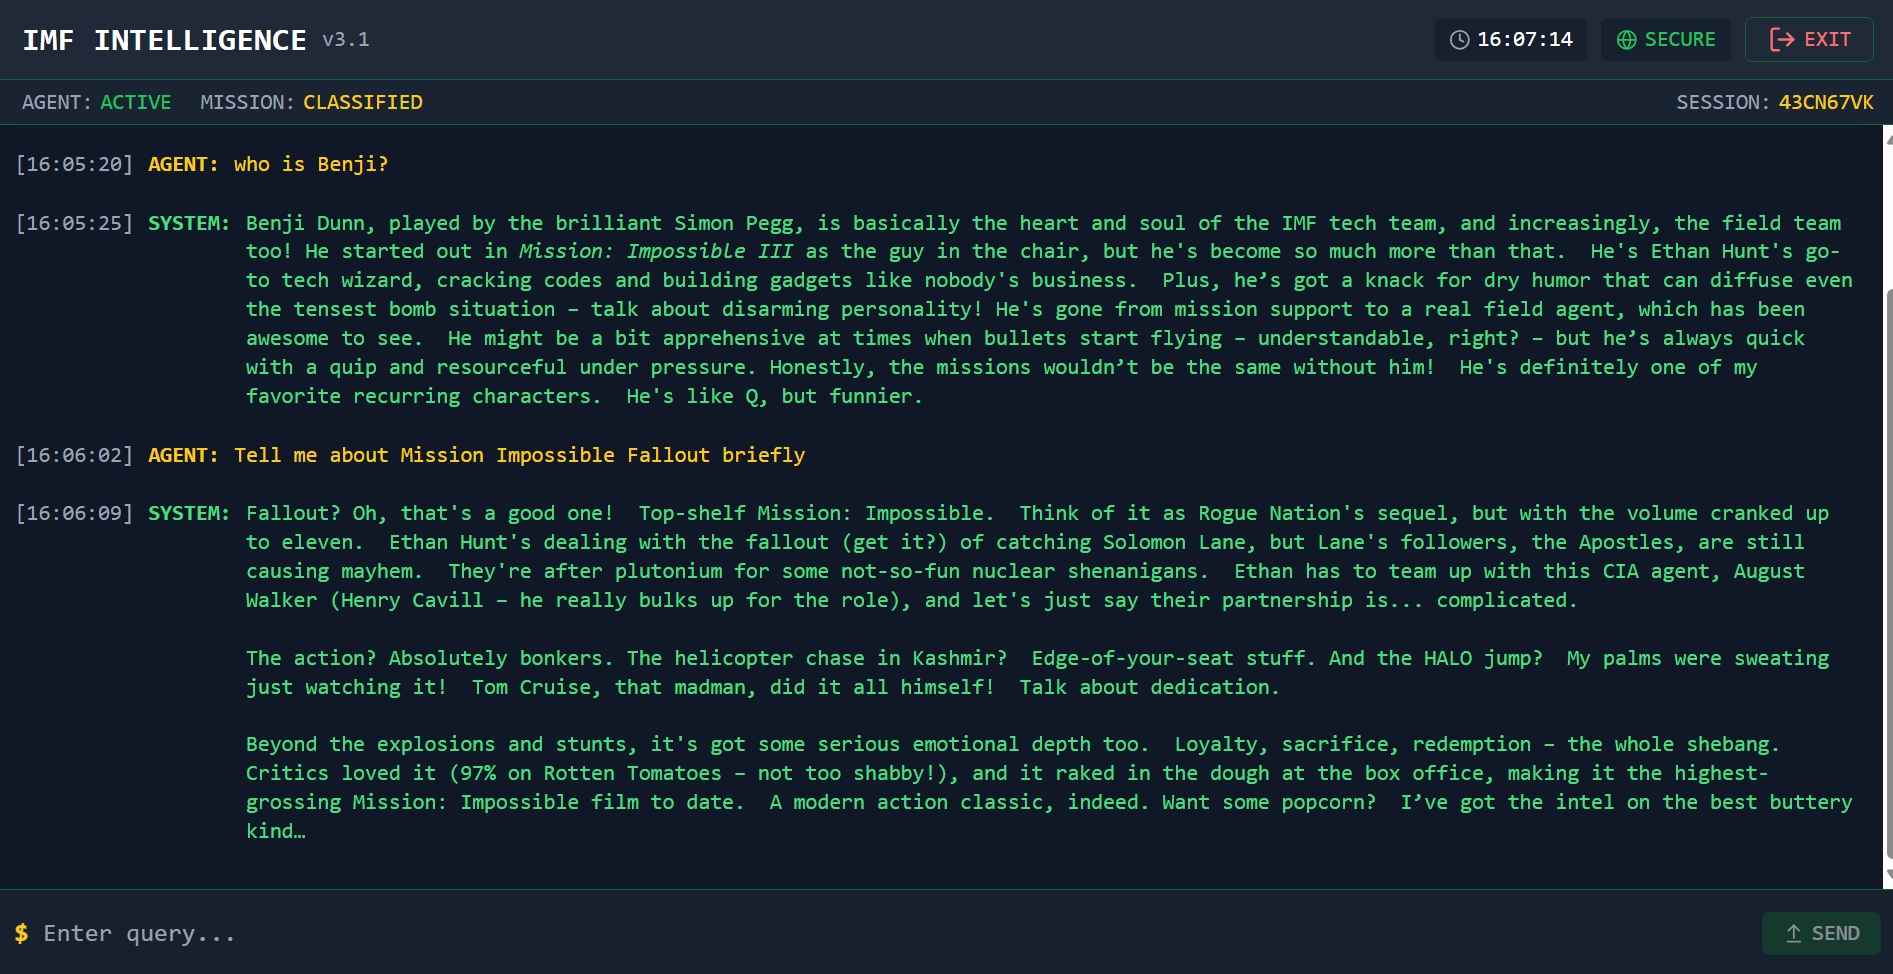 IMF INTELLIGENCE v3.1
16:07:14
SECURE
EXIT
AGENT: ACTIVE MISSION: CLASSIFIED
SESSION: 43CN67VK
[16:05:20] AGENT: who is Benji?
[16:05:25] SYSTEM: Benji Dunn, played by the brilliant Simon Pegg, is basically the heart and soul of the IMF tech team, and increasingly, the field team
too! He started out in Mission: Impossible III as the guy in the chair, but he's become so much more than that.  He's Ethan Hunt's go-
to tech wizard, cracking codes and building gadgets like nobody's business.  Plus, he’s got a knack for dry humor that can diffuse even
the tensest bomb situation – talk about disarming personality! He's gone from mission support to a real field agent, which has been
awesome to see.  He might be a bit apprehensive at times when bullets start flying – understandable, right? – but he’s always quick
with a quip and resourceful under pressure. Honestly, the missions wouldn’t be the same without him!  He's definitely one of my
favorite recurring characters.  He's like Q, but funnier.
[16:06:02] AGENT: Tell me about Mission Impossible Fallout briefly
[16:06:09] SYSTEM: Fallout? Oh, that's a good one!  Top-shelf Mission: Impossible.  Think of it as Rogue Nation's sequel, but with the volume cranked up
to eleven.  Ethan Hunt's dealing with the fallout (get it?) of catching Solomon Lane, but Lane's followers, the Apostles, are still
causing mayhem.  They're after plutonium for some not-so-fun nuclear shenanigans.  Ethan has to team up with this CIA agent, August
Walker (Henry Cavill – he really bulks up for the role), and let's just say their partnership is... complicated.
The action? Absolutely bonkers. The helicopter chase in Kashmir?  Edge-of-your-seat stuff. And the HALO jump?  My palms were sweating
just watching it!  Tom Cruise, that madman, did it all himself!  Talk about dedication.
Beyond the explosions and stunts, it's got some serious emotional depth too.  Loyalty, sacrifice, redemption – the whole shebang.
Critics loved it (97% on Rotten Tomatoes – not too shabby!), and it raked in the dough at the box office, making it the highest-
grossing Mission: Impossible film to date.  A modern action classic, indeed. Want some popcorn?  I’ve got the intel on the best buttery
kind…
$ Enter query...
SEND